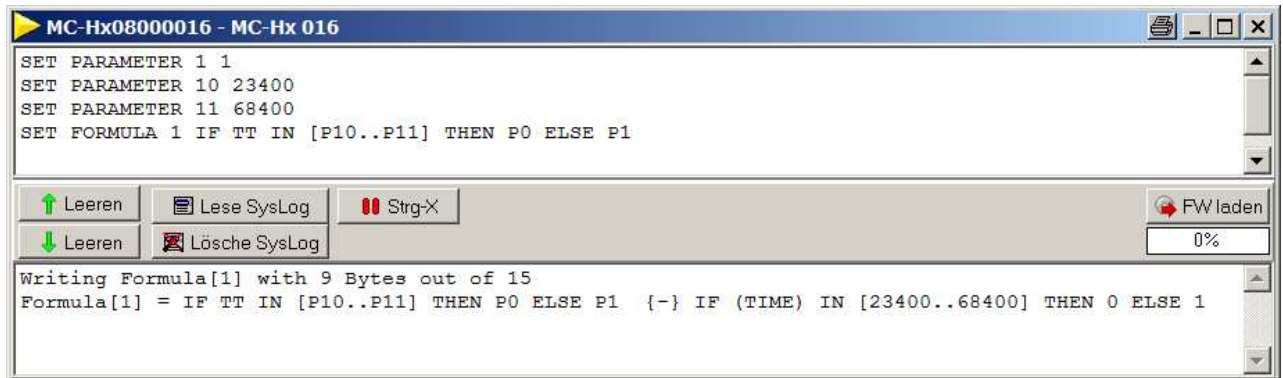 MC-Hx08000016 - MC-Hx 016
SET PARAMETER 1 1
SET PARAMETER 10 23400
SET PARAMETER 11 68400
SET FORMULA 1 IF TT IN [P10..P11] THEN P0 ELSE P1
Leeren Lese SysLog Strg-X FW laden
Leeren Lösche SysLog 0%
Writing Formula[1] with 9 Bytes out of 15
Formula[1] = IF TT IN [P10..P11] THEN P0 ELSE P1 {-} IF (TIME) IN [23400..68400] THEN 0 ELSE 1